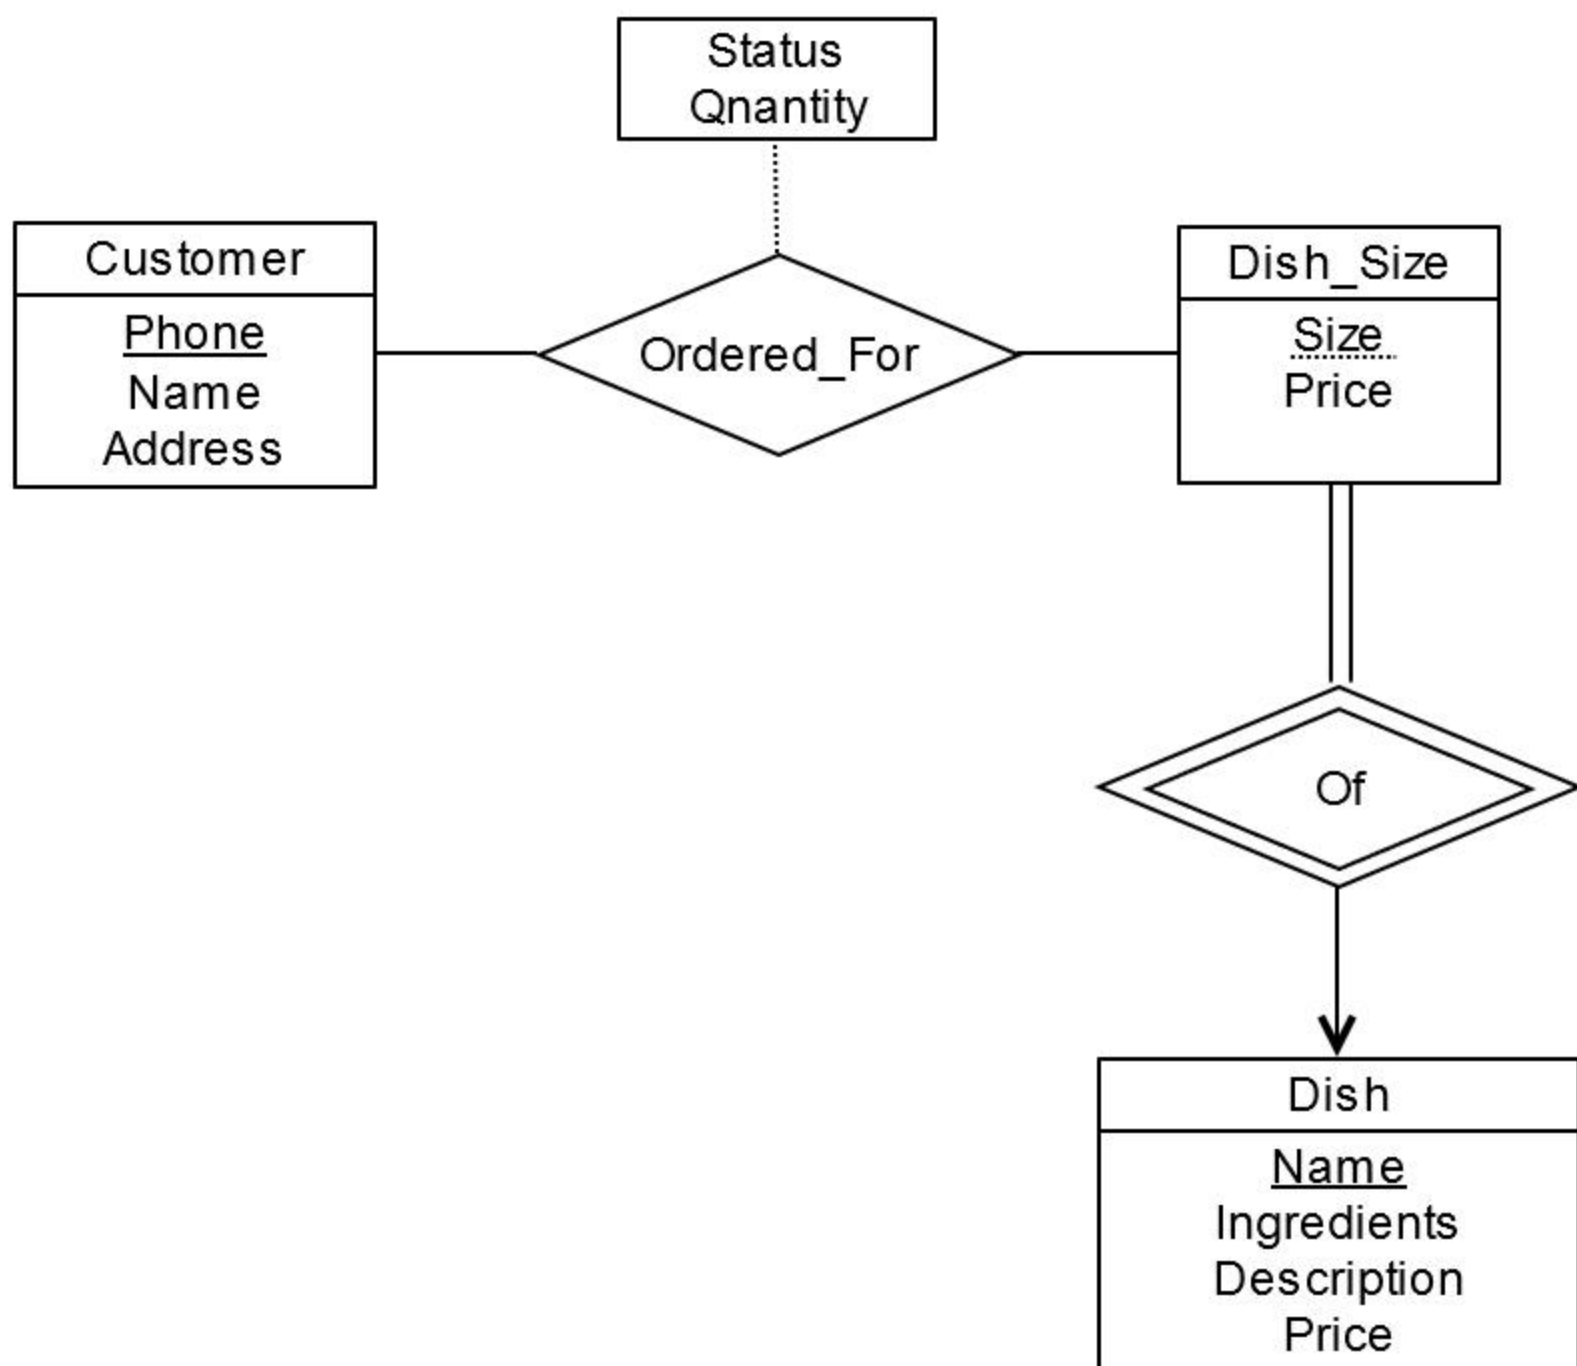 Status
Qnantity
Customer
Phone
Name
Address
Ordered_For
Dish_Size
Size
Price
Of
Dish
Name
Ingredients
Description
Price